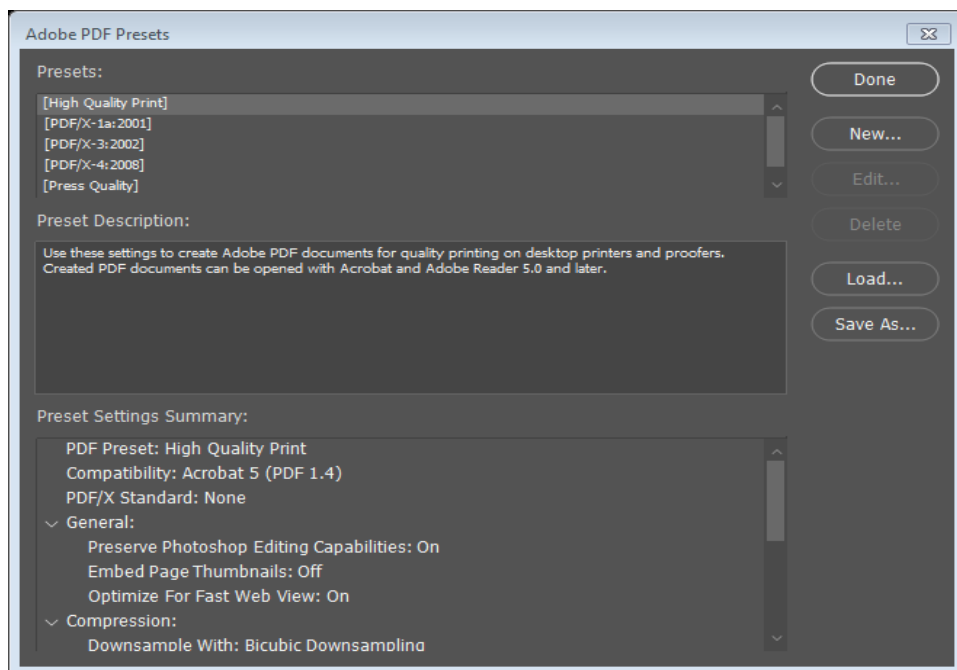 Adobe PDF Presets
Presets:
[High Quality Print]
[PDF/X-1a:2001]
[PDF/X-3:2002]
[PDF/X-4:2008]
[Press Quality]
Done
New...
Edit...
Delete
Load...
Save As...
Preset Description:
Use these settings to create Adobe PDF documents for quality printing on desktop printers and proofers.
Created PDF documents can be opened with Acrobat and Adobe Reader 5.0 and later.
Preset Settings Summary:
PDF Preset: High Quality Print
Compatibility: Acrobat 5 (PDF 1.4)
PDF/X Standard: None
General:
Preserve Photoshop Editing Capabilities: On
Embed Page Thumbnails: Off
Optimize For Fast Web View: On
Compression:
Downsample With: Bicubic Downsampling